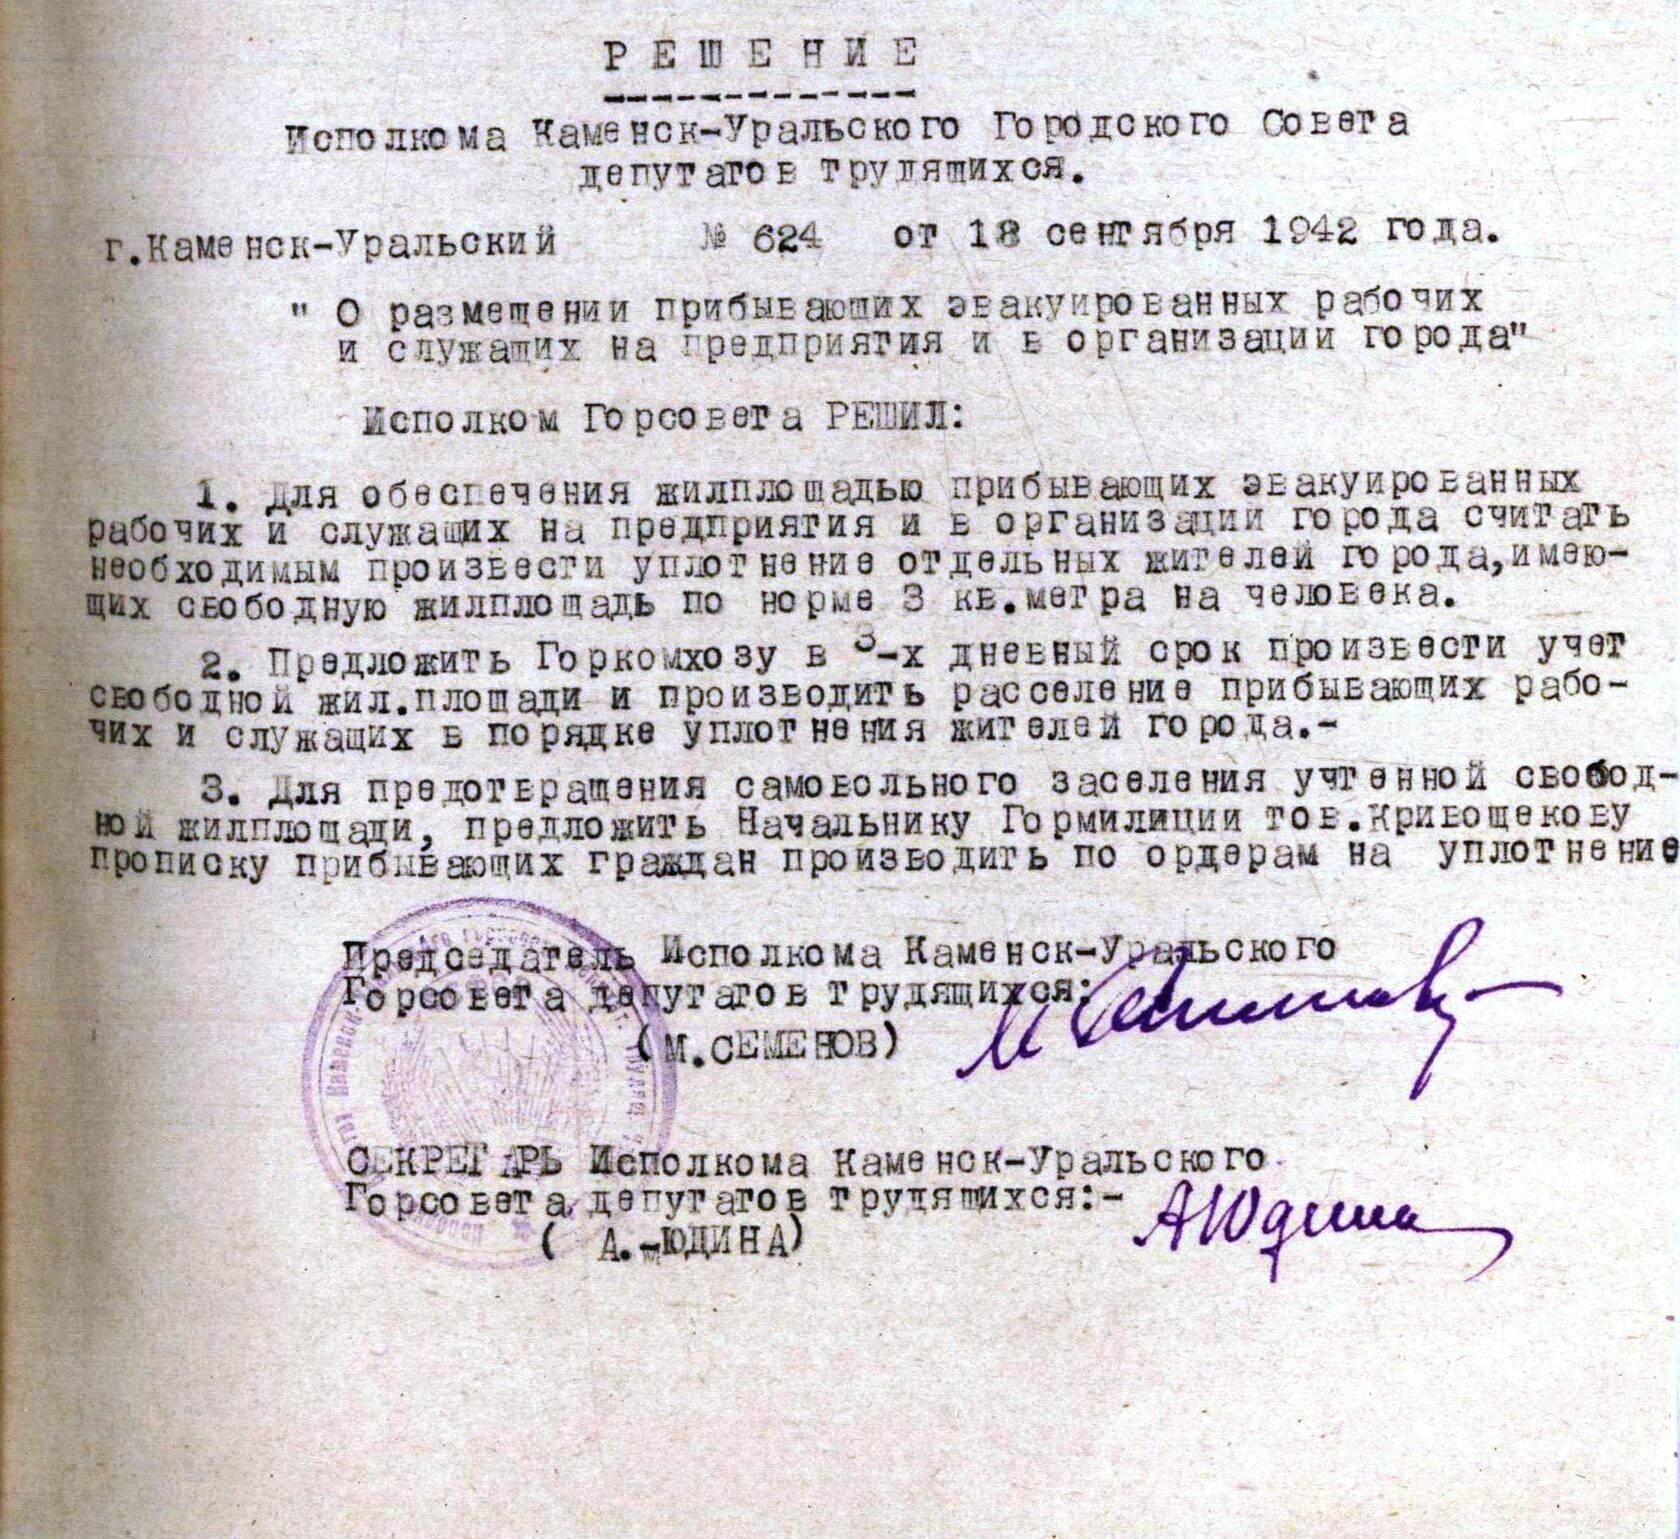 РЕШЕНИЕ
Исполкома Каменск-Уральского Городского Совета
депутатов трудящихся.
г.Каменск-Уральский № 624 от 18 сентября 1942 года.
" О размещении прибывающих эвакуированных рабочих
и служащих на предприятия и в организации города"
Исполком Горсовета РЕШИЛ:
1. Для обеспечения жилплощадью прибывающих эвакуированных
рабочих и служащих на предприятия и в организации города считать
необходимым произвести уплотнение отдельных жителей города,имею-
щих свободную жилплощадь по норме 3 кв.метра на человека.
2. Предложить Горкомхозу в 3-х дневный срок произвести учет
свободной жил.площади и производить расселение прибывающих рабо-
чих и служащих в порядке уплотнения жителей города.-
3. Для предотвращения самовольного заселения учтенной свобод-
ной жилплощади, предложить Начальнику Гормилиции тов.Кривощекову
прописку прибывающих граждан производить по ордерам на уплотнение
Председатель Исполкома Каменск-Уральского
Горсовета депутатов трудящихся:
(М.СЕМЕНОВ)
СЕКРЕТАРЬ Исполкома Каменск-Уральского
Горсовета депутатов трудящихся:-
( А.-ЮДИНА)
АЮдина